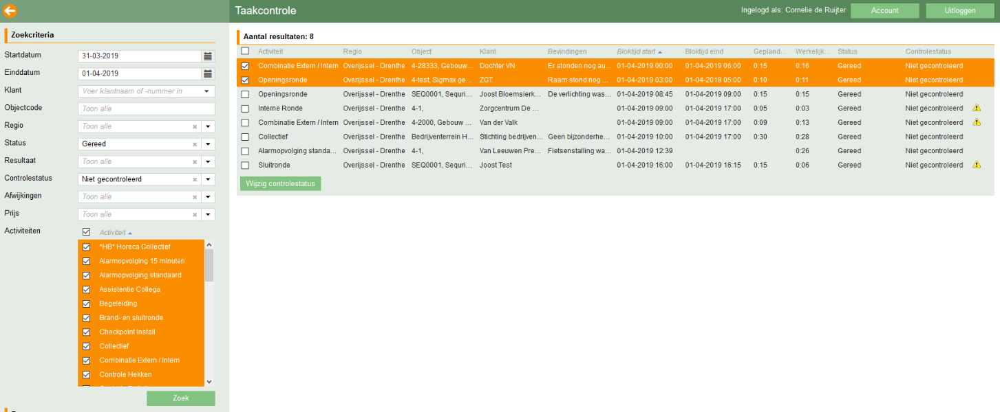 Taakcontrole
Ingelogd als: Cornelie de Ruijter Account Uitloggen
Zoekcriteria
Startdatum 31-03-2019
Einddatum 01-04-2019
Klant Voer klantnaam of -nummer in
Objectcode Toon alle
Regio Toon alle
Status Gereed
Resultaat Toon alle
Controlestatus Niet gecontroleerd
Afwijkingen Toon alle
Prijs Toon alle
Activiteiten Activiteit
*HB* Horeca Collectief
Alarmopvolging 15 minuten
Alarmopvolging standaard
Assistentie Collega
Begeleiding
Brand- en sluitronde
Checkpoint Install
Collectief
Combinatie Extern / Intern
Controle Hekken
Zoek
Aantal resultaten: 8
Activiteit Regio Object Klant Bevindingen Bloktijd start Bloktijd eind Gepland... Werkelijk... Status Controlestatus
Combinatie Extern / Intern Overijssel - Drenthe 4-28333, Gebouw... Dochter VN Er stonden nog au... 01-04-2019 00:00 01-04-2019 06:00 0:15 0:16 Gereed Niet gecontroleerd
Openingsronde Overijssel - Drenthe 4-test, Sigmax ge... ZGT Raam stond nog ... 01-04-2019 03:00 01-04-2019 05:00 0:10 0:11 Gereed Niet gecontroleerd
Openingsronde Overijssel - Drenthe SEQ0001, Sequri... Joost Bloemsierk... De verlichting was... 01-04-2019 08:45 01-04-2019 09:00 0:15 0:15 Gereed Niet gecontroleerd
Interne Ronde Overijssel - Drenthe 4-1, Zorgcentrum De ... 01-04-2019 09:00 01-04-2019 17:00 0:05 0:03 Gereed Niet gecontroleerd
Combinatie Extern / Intern Overijssel - Drenthe 4-2000, Gebouw ... Van der Valk 01-04-2019 09:00 01-04-2019 17:00 0:09 0:13 Gereed Niet gecontroleerd
Collectief Overijssel - Drenthe Bedrijventerrein H... Stichting bedrijven... Geen bijzonderhe... 01-04-2019 10:00 01-04-2019 17:00 0:30 0:28 Gereed Niet gecontroleerd
Alarmopvolging standa... Overijssel - Drenthe 4-1, Van Leeuwen Pre... Fietsenstalling wa... 01-04-2019 12:39 0:26 Gereed Niet gecontroleerd
Sluitronde Overijssel - Drenthe SEQ0001, Sequri... Joost Test 01-04-2019 16:00 01-04-2019 16:15 0:15 0:06 Gereed Niet gecontroleerd
Wijzig controlestatus